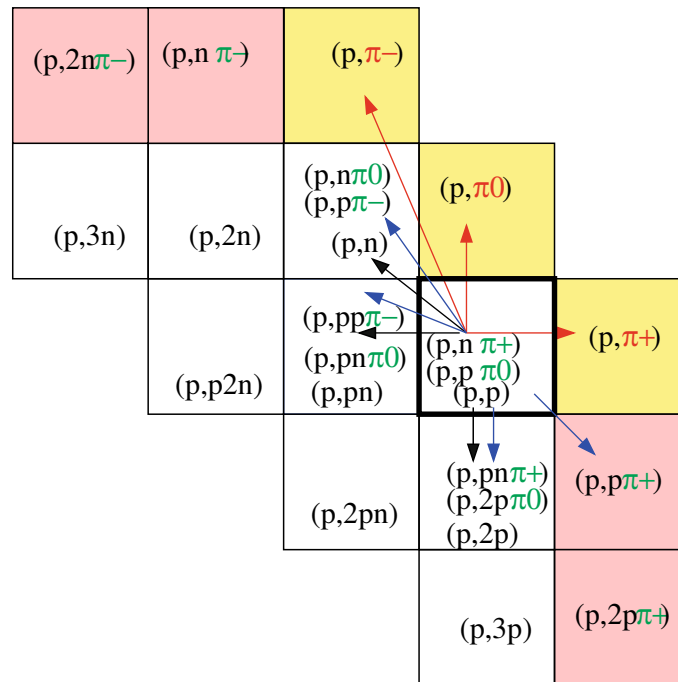 (p,2nπ−)
(p,n π−)
(p,π−)
(p,3n)
(p,2n)
(p,nπ0)
(p,pπ−)
(p,n)
(p,π0)
(p,p2n)
(p,ppπ−)
(p,pnπ0)
(p,pn)
(p,n π+)
(p,p π0)
(p,p)
(p,π+)
(p,2pn)
(p,pnπ+)
(p,2pπ0)
(p,2p)
(p,pπ+)
(p,3p)
(p,2pπ+)